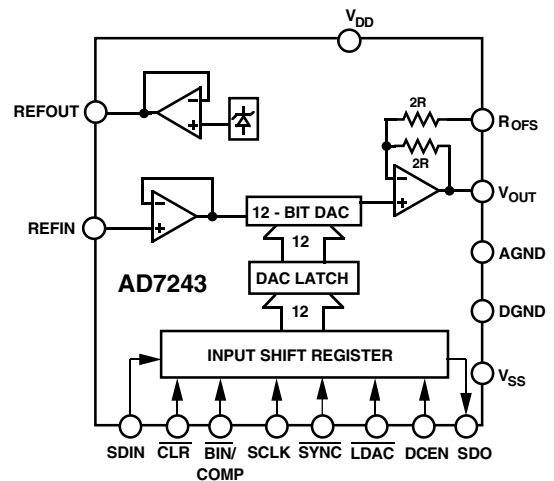 VDD
REFOUT
2R
ROFS
2R
VOUT
REFIN
12 - BIT DAC
12
AGND
AD7243
DAC LATCH
12
DGND
INPUT SHIFT REGISTER
VSS
SDIN
CLR
BIN/
COMP
SCLK
SYNC
LDAC
DCEN
SDO